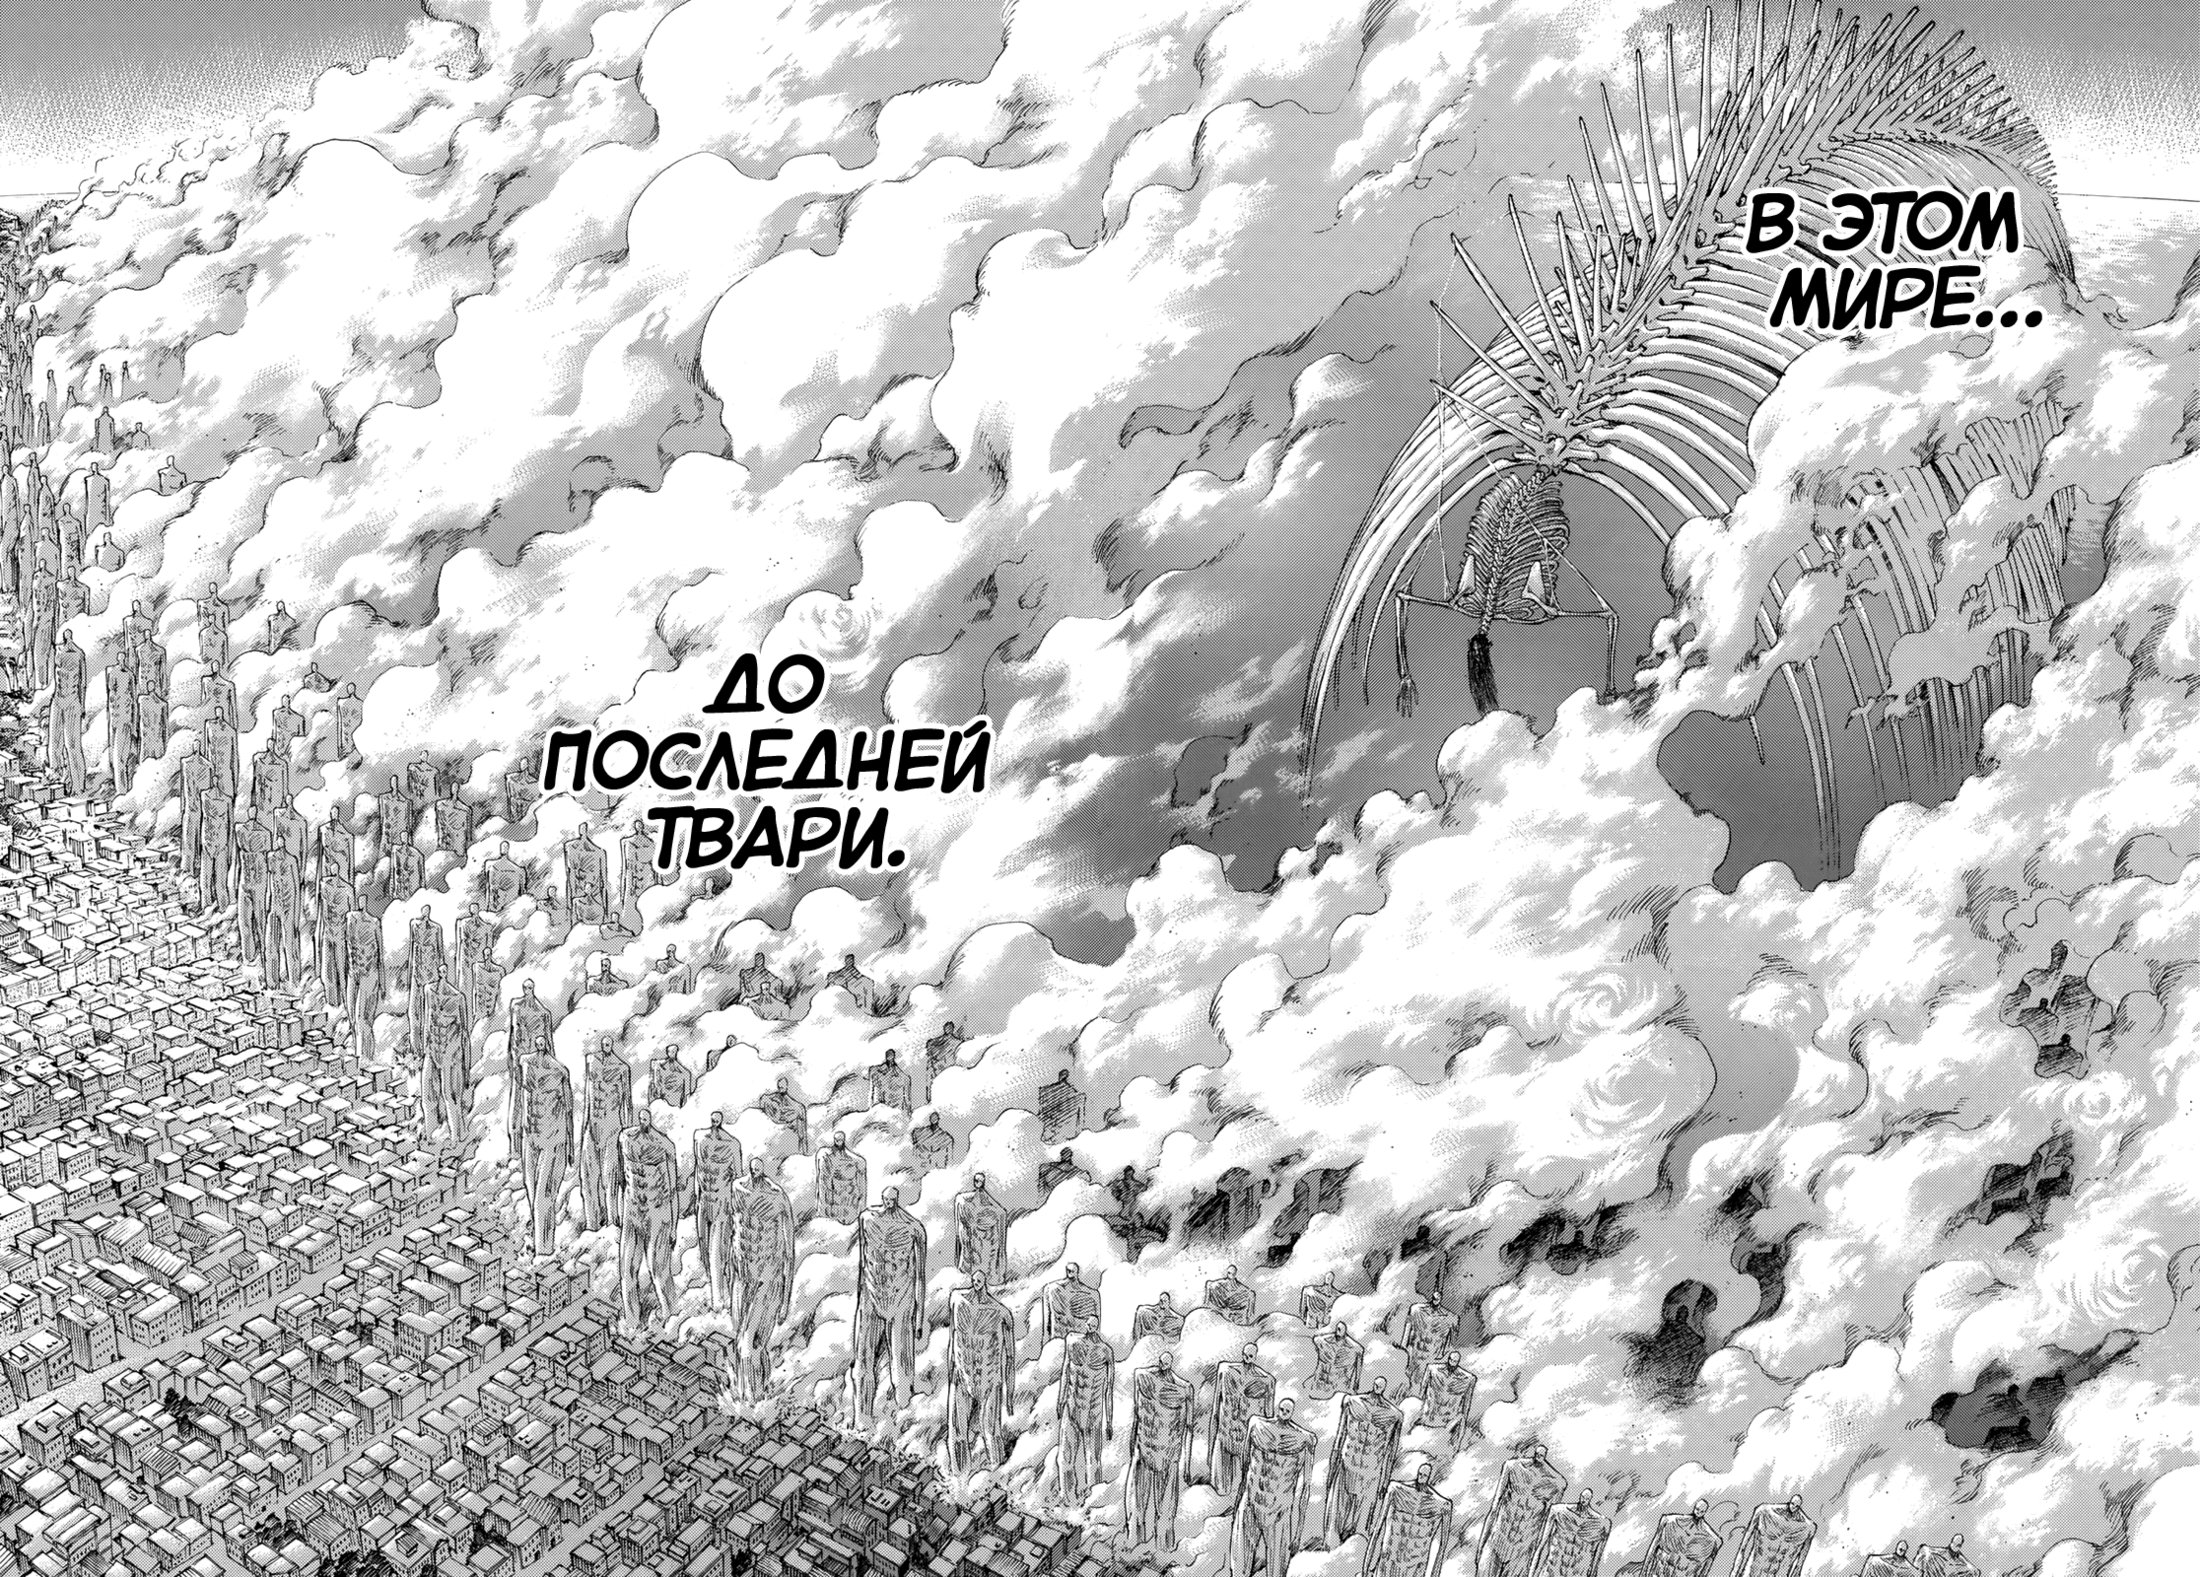 В ЭТОМ
МИРЕ...
ДО
ПОСЛЕДНЕЙ
ТВАРИ.